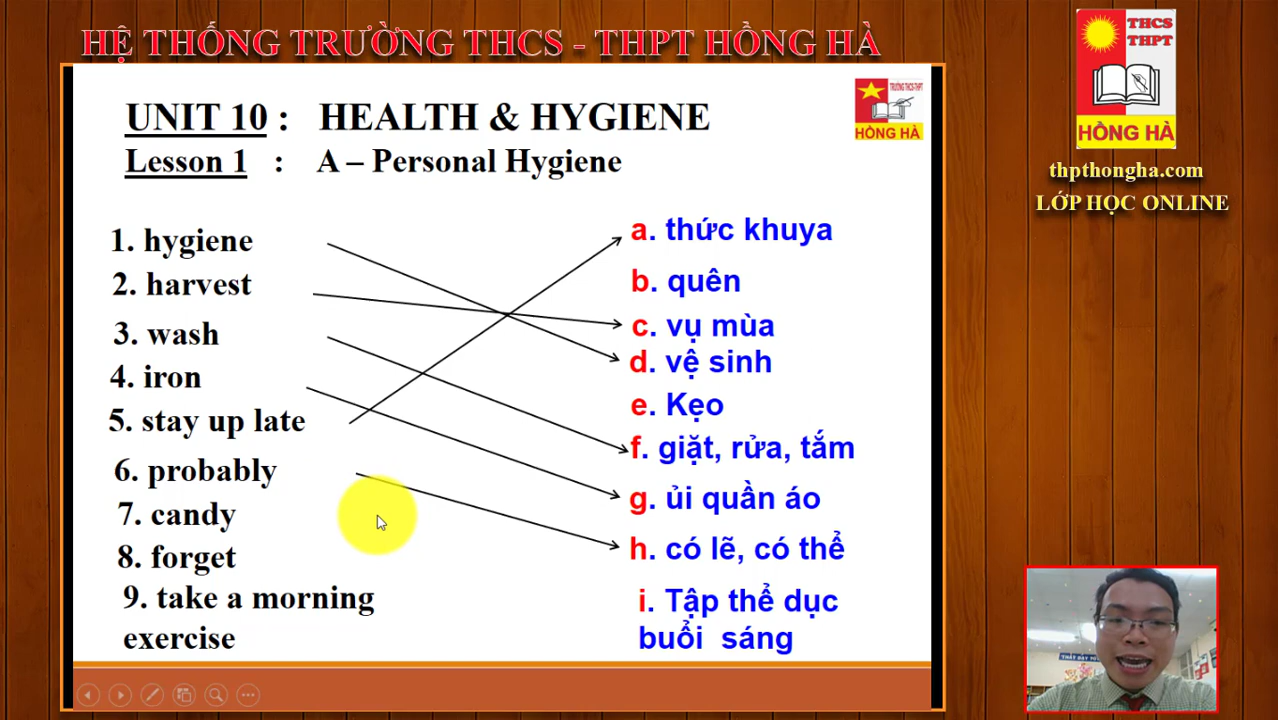 HỆ THỐNG TRƯỜNG THCS - THPT HỒNG HÀ
THCS
THPT
HỒNG HÀ
thpthongha.com
LỚP HỌC ONLINE
TRƯỜNG THCS-THPT
HỒNG HÀ
UNIT 10 : HEALTH & HYGIENE
Lesson 1 : A – Personal Hygiene
1. hygiene
2. harvest
3. wash
4. iron
5. stay up late
6. probably
7. candy
8. forget
9. take a morning
exercise
a. thức khuya
b. quên
c. vụ mùa
d. vệ sinh
e. Kẹo
f. giặt, rửa, tắm
g. ủi quần áo
h. có lẽ, có thể
i. Tập thể dục
buổi sáng